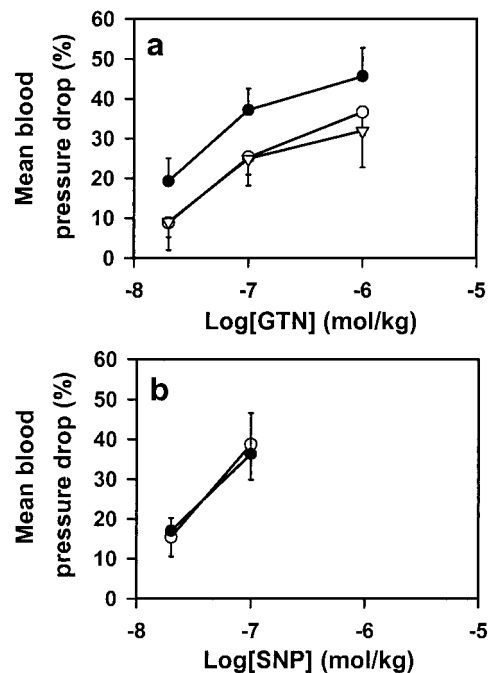 a
Mean blood
pressure drop (%)
60
50
40
30
20
10
0
-8 -7 -6 -5
Log[GTN] (mol/kg)
b
Mean blood
pressure drop (%)
60
50
40
30
20
10
0
-8 -7 -6 -5
Log[SNP] (mol/kg)